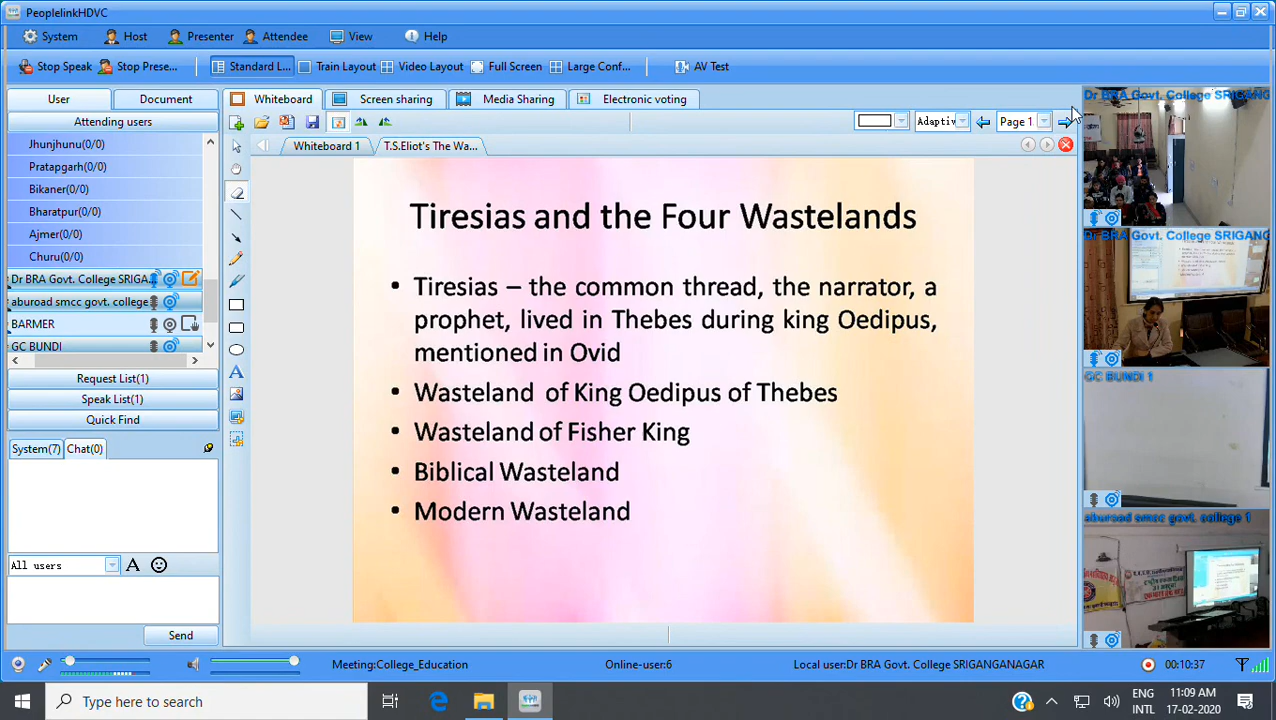 PeoplelinkHDVC
System Host Presenter Attendee View Help
Stop Speak Stop Prese... Standard L... Train Layout Video Layout Full Screen Large Conf... AV Test
User Document Whiteboard Screen sharing Media Sharing Electronic voting
Attending users
Adaptiv Page 1
Whiteboard 1 T.S.Eliot's The Wa...
Jhunjhunu(0/0)
Pratapgarh(0/0)
Bikaner(0/0)
Bharatpur(0/0)
Ajmer(0/0)
Churu(0/0)
Dr BRA Govt. College SRIGA...
aburoad smcc govt. college
BARMER
GC BUNDI
Request List(1)
Speak List(1)
Quick Find
System(7) Chat(0)
All users A
Send
Tiresias and the Four Wastelands
• Tiresias – the common thread, the narrator, a
prophet, lived in Thebes during king Oedipus,
mentioned in Ovid
• Wasteland of King Oedipus of Thebes
• Wasteland of Fisher King
• Biblical Wasteland
• Modern Wasteland
Dr BRA Govt. College SRIGANG
Dr BRA Govt. College SRIGANG
GC BUNDI 1
aburoad smcc govt. college 1
Meeting:College_Education Online-user:6 Local user:Dr BRA Govt. College SRIGANGANAGAR 00:10:37
Type here to search
ENG 11:09 AM
INTL 17-02-2020